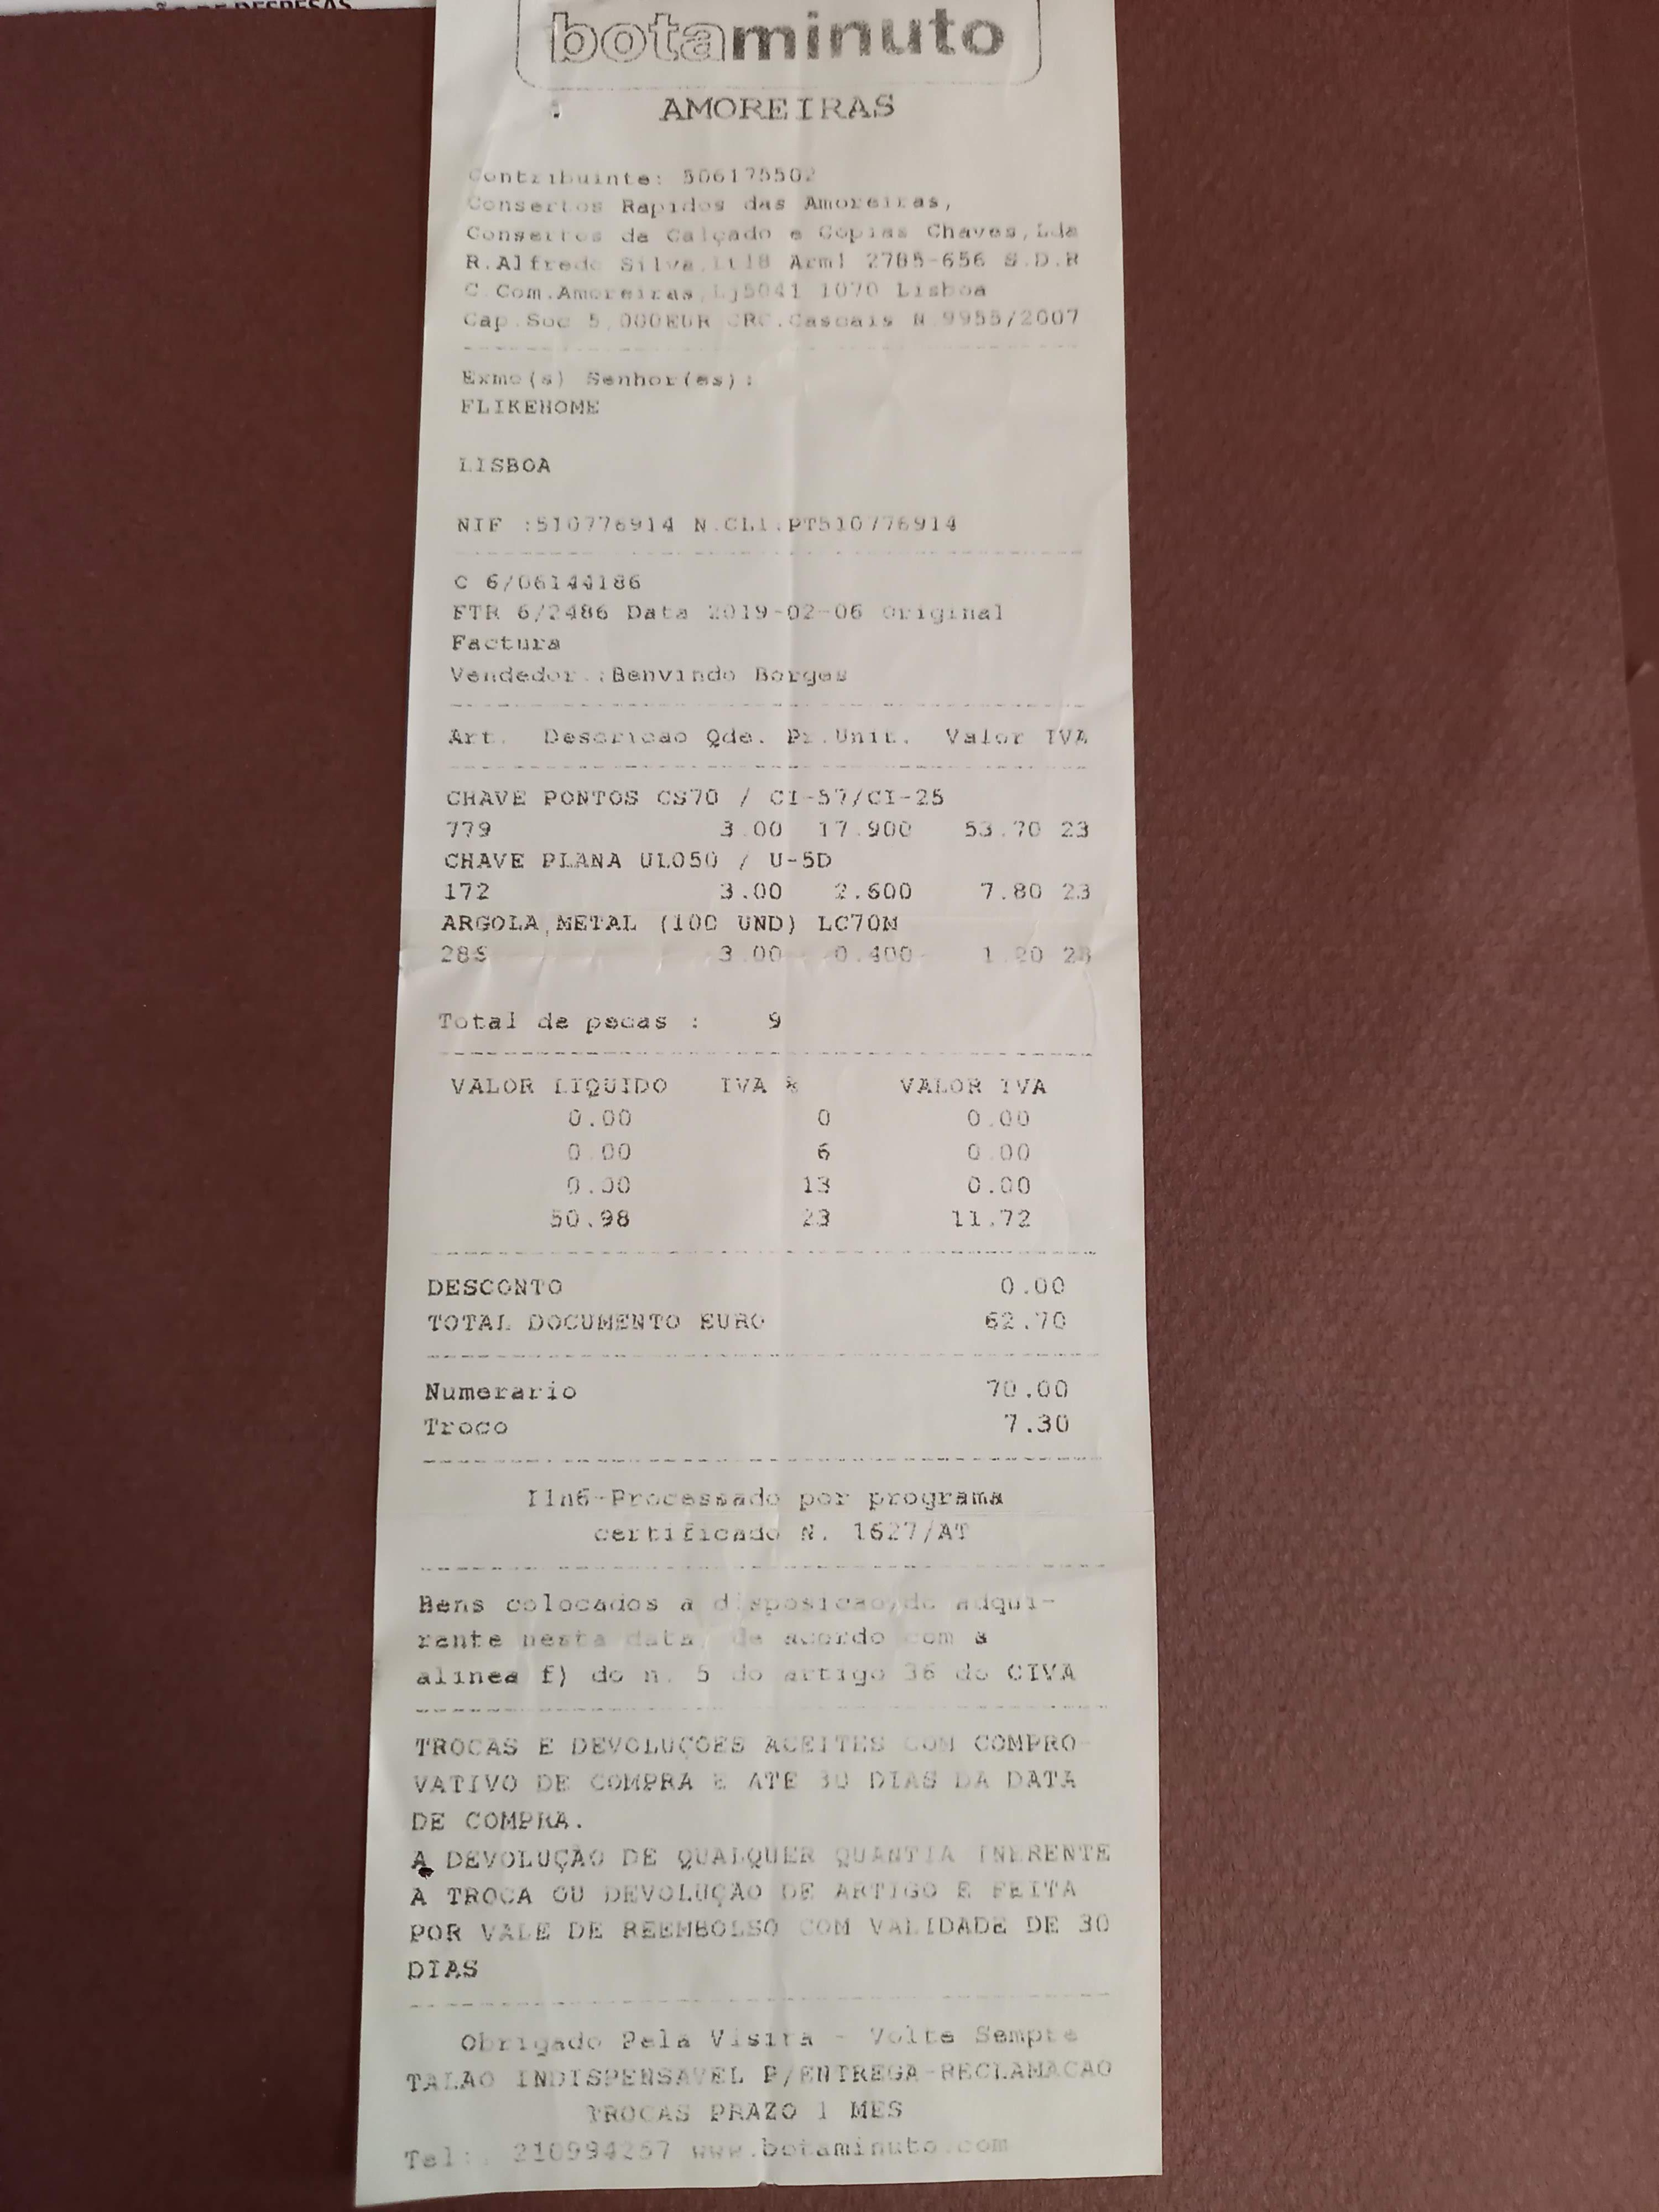 DE DESPESAS
botaminuto
AMOREIRAS
Contribuinte: 506175502
Consertos Rapidos das Amoreiras,
Consertos de Calçado e Copias Chaves,Lda
R.Alfredo Silva,Lt18 Arm1 2785-656 S.D.R
C.Com.Amoreiras,Lj5041 1070 Lisboa
Cap.Soc 5.000EUR CRC.Cascais N.9955/2007
Exmo(s) Senhor(es):
FLIKEHOME
LISBOA
NIF :510776914 N.CLI.PT510776914
C 6/06144186
FTR 6/2486 Data 2019-02-06 Original
Factura
Vendedor.:Benvindo Borges
Art. Descricao Qde. Pr.Unit. Valor IVA
CHAVE PONTOS CS70 / CI-57/CI-25
779 3.00 17.900 53.70 23
CHAVE PLANA UL050 / U-5D
172 3.00 2.600 7.80 23
ARGOLA METAL (100 UND) LC70M
3.00 0.400 1.20 23
Total de pecas : 9
VALOR LIQUIDO IVA % VALOR IVA
0.00 0 0.00
0.00 6 0.00
0.00 13 0.00
50.98 23 11.72
DESCONTO 0.00
TOTAL DOCUMENTO EURO 62.70
Numerario 70.00
Troco 7.30
I1n6-Processado por programa
certificado N. 1627/AT
Bens colocados a disposicao do adqui-
rente nesta data, de acordo com a
alinea f) do n. 5 do artigo 36 do CIVA
TROCAS E DEVOLUÇOES ACEITES COM COMPRO-
VATIVO DE COMPRA E ATE 30 DIAS DA DATA
DE COMPRA.
A DEVOLUÇÃO DE QUALQUER QUANTIA INERENTE
A TROCA OU DEVOLUÇÃO DE ARTIGO E FEITA
POR VALE DE REEMBOLSO COM VALIDADE DE 30
DIAS
Obrigado Pela Visita - Volte Sempre
TALAO INDISPENSAVEL P/ENTREGA-RECLAMACAO
TROCAS PRAZO 1 MES
Tel:. 210994257 www.botaminuto.com